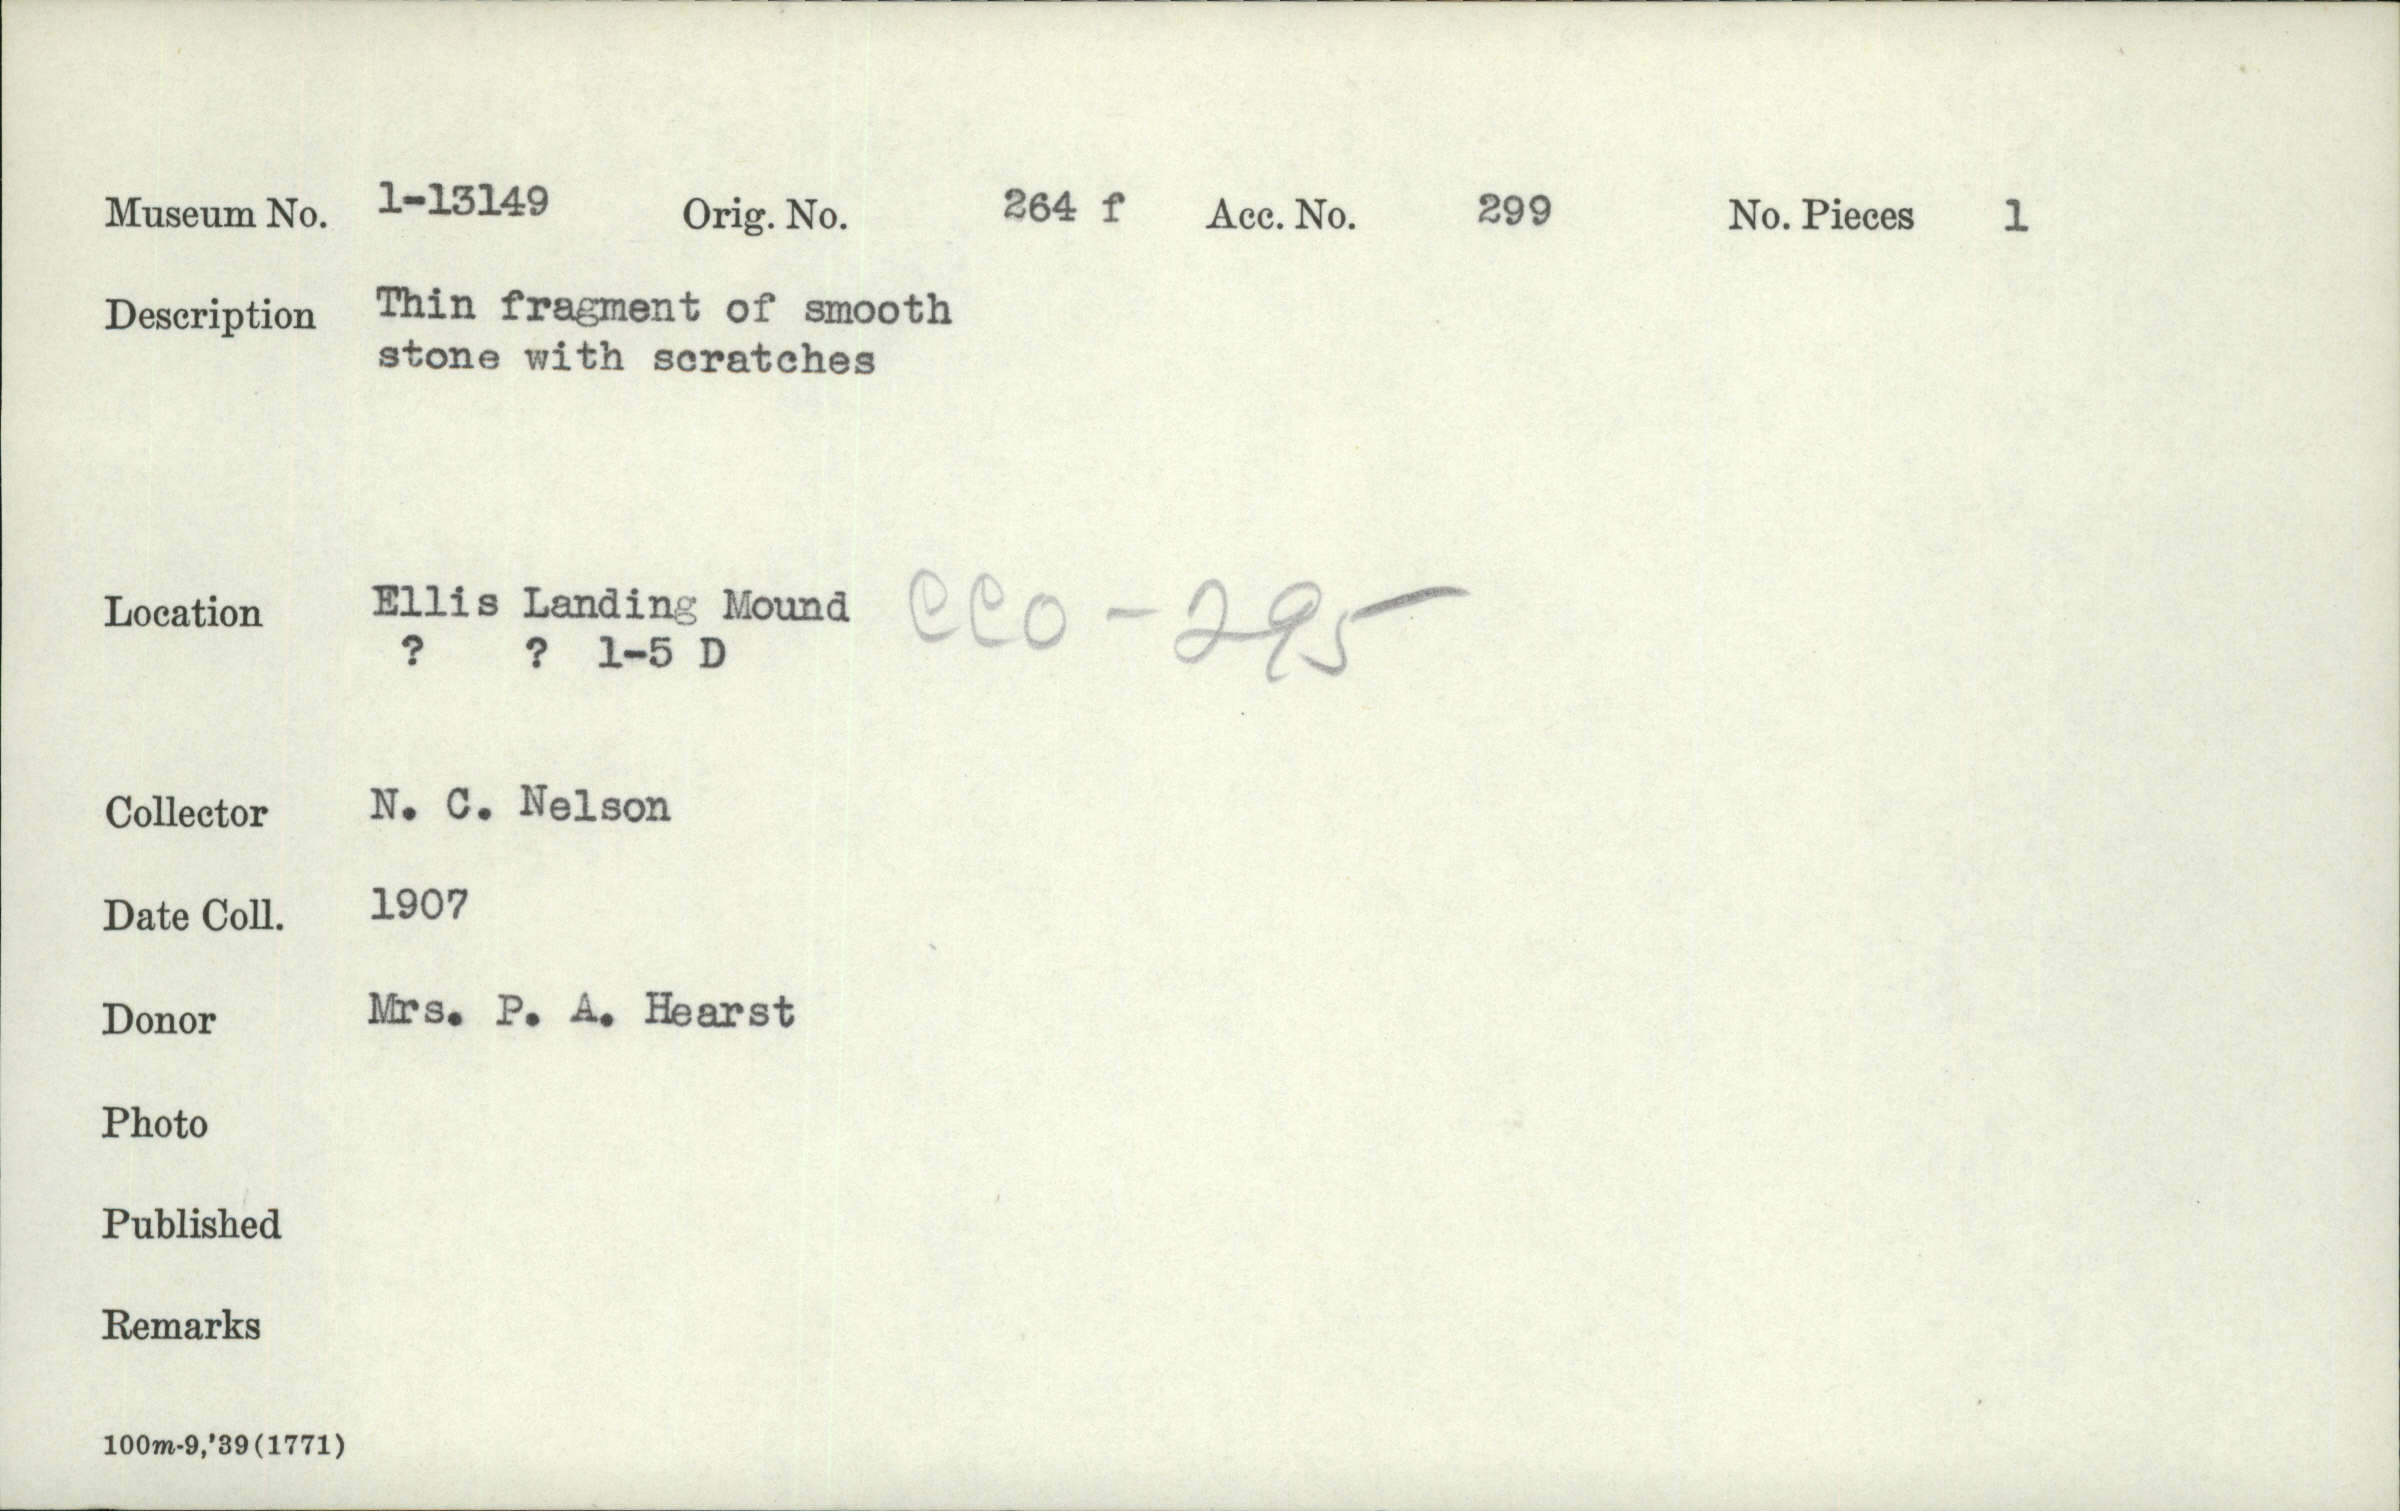 Museum No. 1-13149 Orig. No. 264 f Acc. No. 299 No. Pieces 1
Description Thin fragment of smooth
stone with scratches
Location Ellis Landing Mound CCO-295
? ? 1-5 D
Collector N. C. Nelson
Date Coll. 1907
Donor Mrs. P. A. Hearst
Photo
Published
Remarks
100m-9,'39(1771)